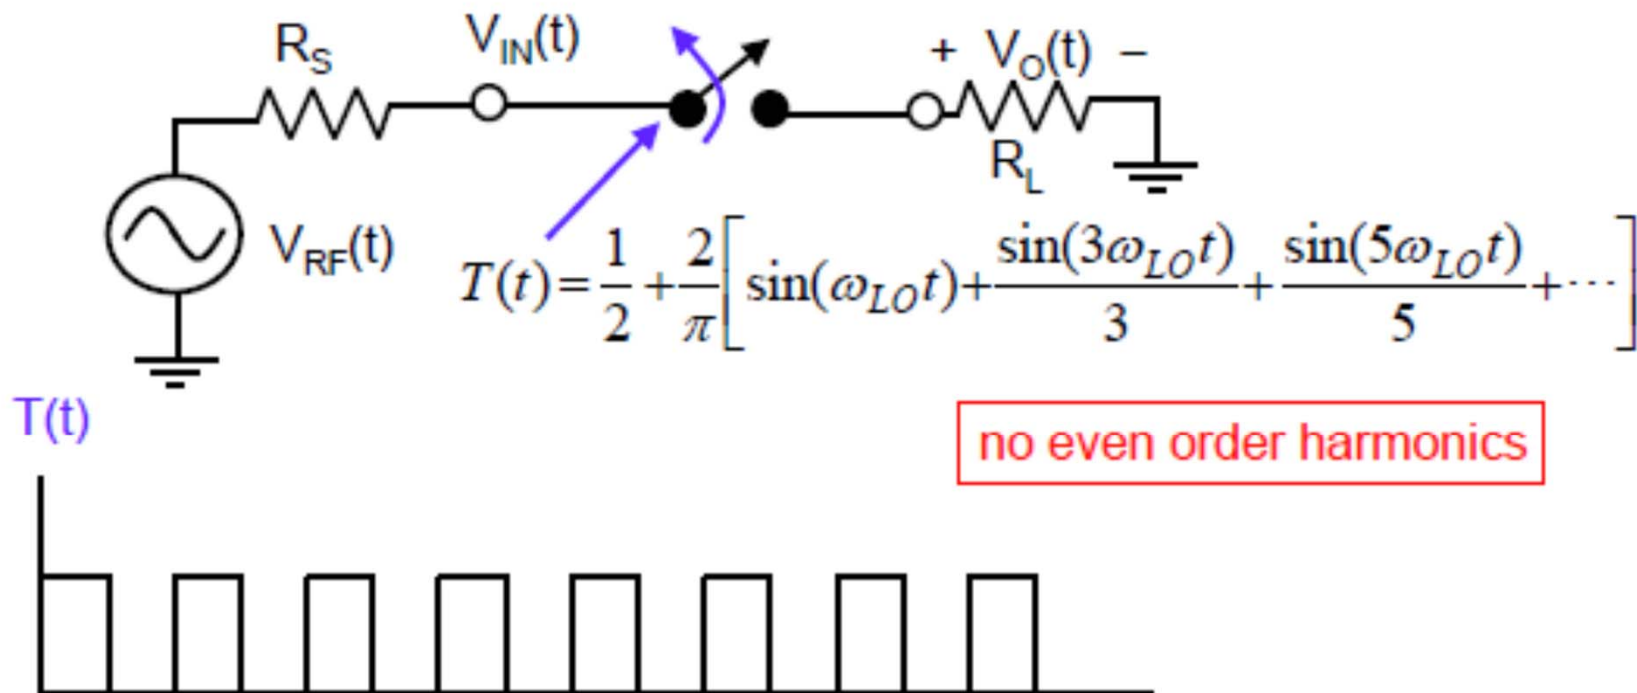 R_S
V_IN(t)
+ V_O(t) –
R_L
V_RF(t)
T(t)=1/2+2/π[sin(ω_LO t)+sin(3ω_LO t)/3+sin(5ω_LO t)/5+⋯]
T(t)
no even order harmonics